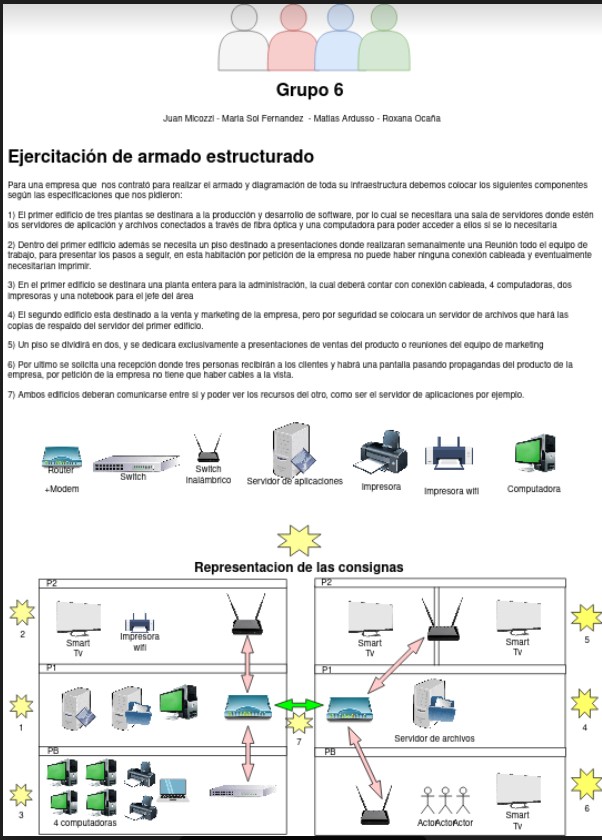 Grupo 6
Juan Micozzi - Maria Sol Fernandez - Matias Ardusso - Roxana Ocaña
Ejercitación de armado estructurado
Para una empresa que nos contrató para realizar el armado y diagramación de toda su infraestructura debemos colocar los siguientes componentes
según las especificaciones que nos pidieron:
1) El primer edificio de tres plantas se destinara a la producción y desarrollo de software, por lo cual se necesitara una sala de servidores donde estén
los servidores de aplicación y archivos conectados a través de fibra óptica y una computadora para poder acceder a ellos si se lo necesitaría
2) Dentro del primer edificio además se necesita un piso destinado a presentaciones donde realizaran semanalmente una Reunión todo el equipo de
trabajo, para presentar los pasos a seguir, en esta habitación por petición de la empresa no puede haber ninguna conexión cableada y eventualmente
necesitarían imprimir.
3) En el primer edificio se destinara una planta entera para la administración, la cual deberá contar con conexión cableada, 4 computadoras, dos
impresoras y una notebook para el jefe del área
4) El segundo edificio esta destinado a la venta y marketing de la empresa, pero por seguridad se colocara un servidor de archivos que hará las
copias de respaldo del servidor del primer edificio.
5) Un piso se dividirá en dos, y se dedicara exclusivamente a presentaciones de ventas del producto o reuniones del equipo de marketing
6) Por ultimo se solicita una recepción donde tres personas recibirán a los clientes y habrá una pantalla pasando propagandas del producto de la
empresa, por petición de la empresa no tiene que haber cables a la vista.
7) Ambos edificios deberan comunicarse entre si y poder ver los recursos del otro, como ser el servidor de aplicaciones por ejemplo.
Router
+Modem
Switch
Switch
Inalámbrico
Servidor de aplicaciones
Impresora
Impresora wifi
Computadora
Representacion de las consignas
P2
Smart
Tv
Impresora
wifi
2
P2
Smart
Tv
Smart
Tv
5
P1
1
7
P1
Servidor de archivos
4
PB
4 computadoras
3
PB
Actor Actor Actor
Smart
Tv
6